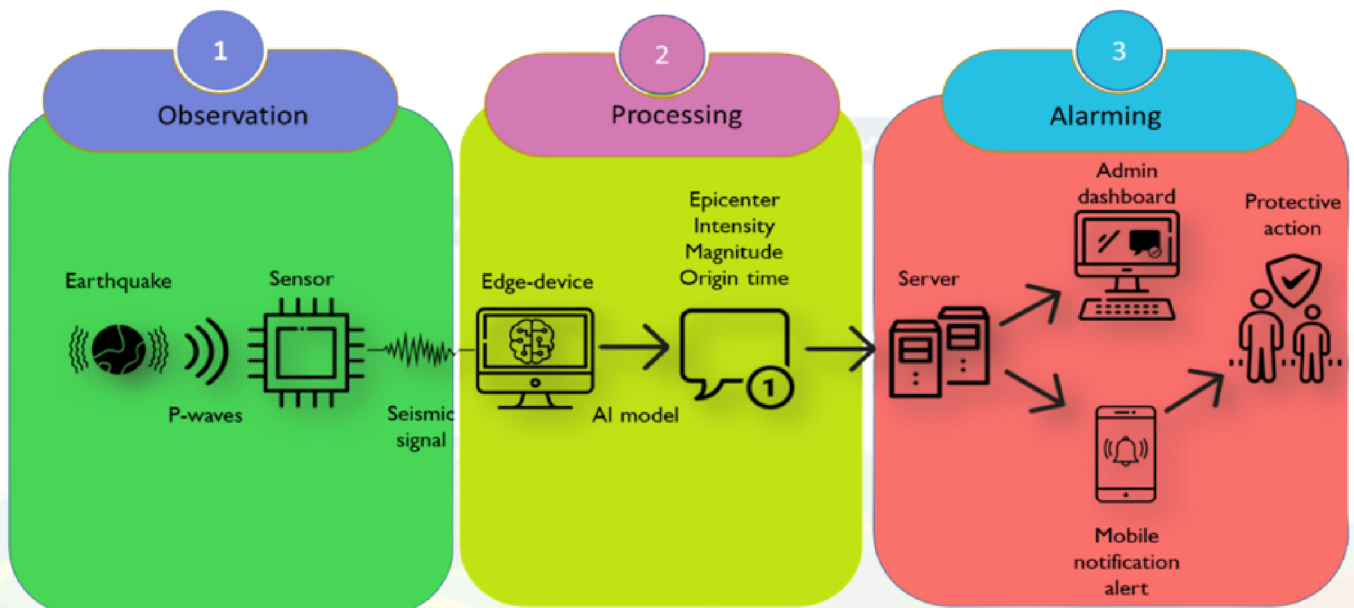 1
Observation
Earthquake
P-waves
Sensor
Seismic
signal
2
Processing
Edge-device
AI model
Epicenter
Intensity
Magnitude
Origin time
1
3
Alarming
Server
Admin
dashboard
Mobile
notification
alert
Protective
action